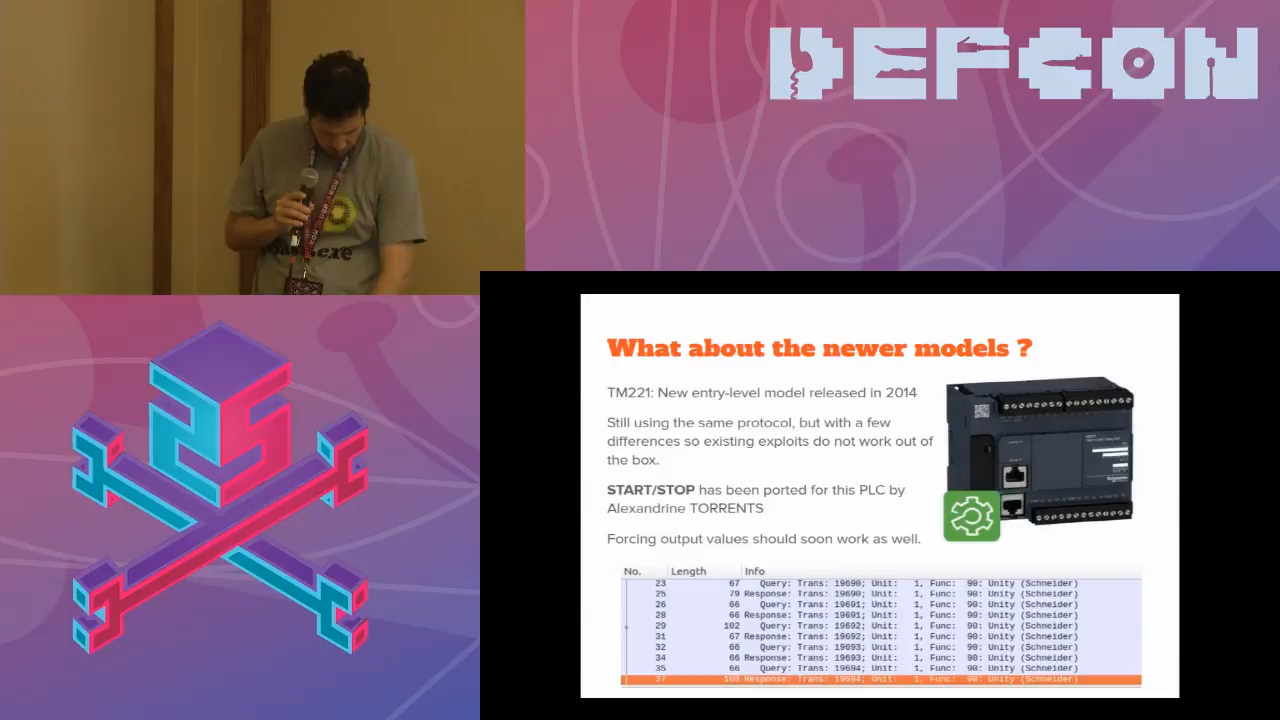 DEFCON
What about the newer models ?
TM221: New entry-level model released in 2014
Still using the same protocol, but with a few
differences so existing exploits do not work out of
the box.
START/STOP has been ported for this PLC by
Alexandrine TORRENTS
Forcing output values should soon work as well.
No. Length Info
23 67 Query: Trans: 19690; Unit: 1, Func: 90: Unity (Schneider)
25 79 Response: Trans: 19690; Unit: 1, Func: 90: Unity (Schneider)
26 66 Query: Trans: 19691; Unit: 1, Func: 90: Unity (Schneider)
28 66 Response: Trans: 19691; Unit: 1, Func: 90: Unity (Schneider)
29 102 Query: Trans: 19692; Unit: 1, Func: 90: Unity (Schneider)
31 67 Response: Trans: 19692; Unit: 1, Func: 90: Unity (Schneider)
32 66 Query: Trans: 19693; Unit: 1, Func: 90: Unity (Schneider)
34 66 Response: Trans: 19693; Unit: 1, Func: 90: Unity (Schneider)
35 66 Query: Trans: 19694; Unit: 1, Func: 90: Unity (Schneider)
37 108 Response: Trans: 19694; Unit: 1, Func: 90: Unity (Schneider)